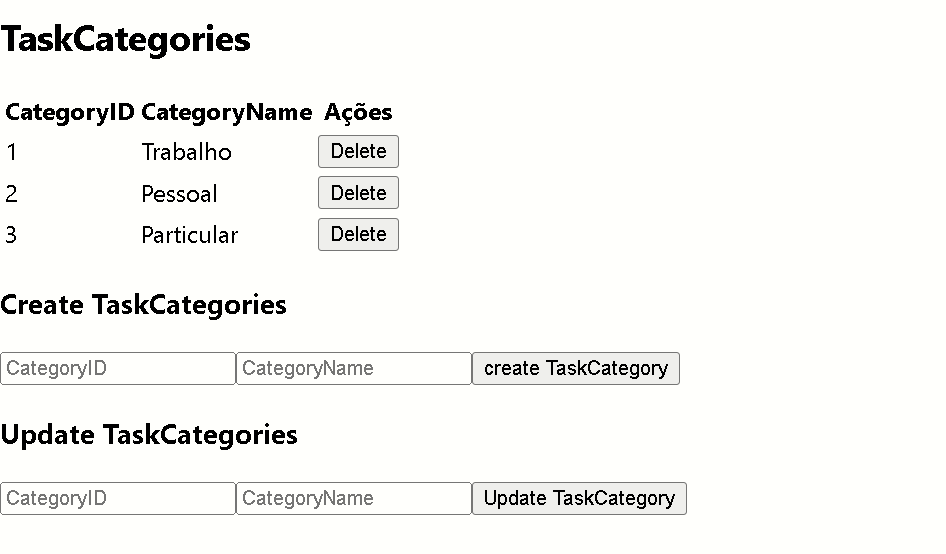 TaskCategories
CategoryID CategoryName Ações
1 Trabalho Delete
2 Pessoal Delete
3 Particular Delete
Create TaskCategories
CategoryID CategoryName create TaskCategory
Update TaskCategories
CategoryID CategoryName Update TaskCategory